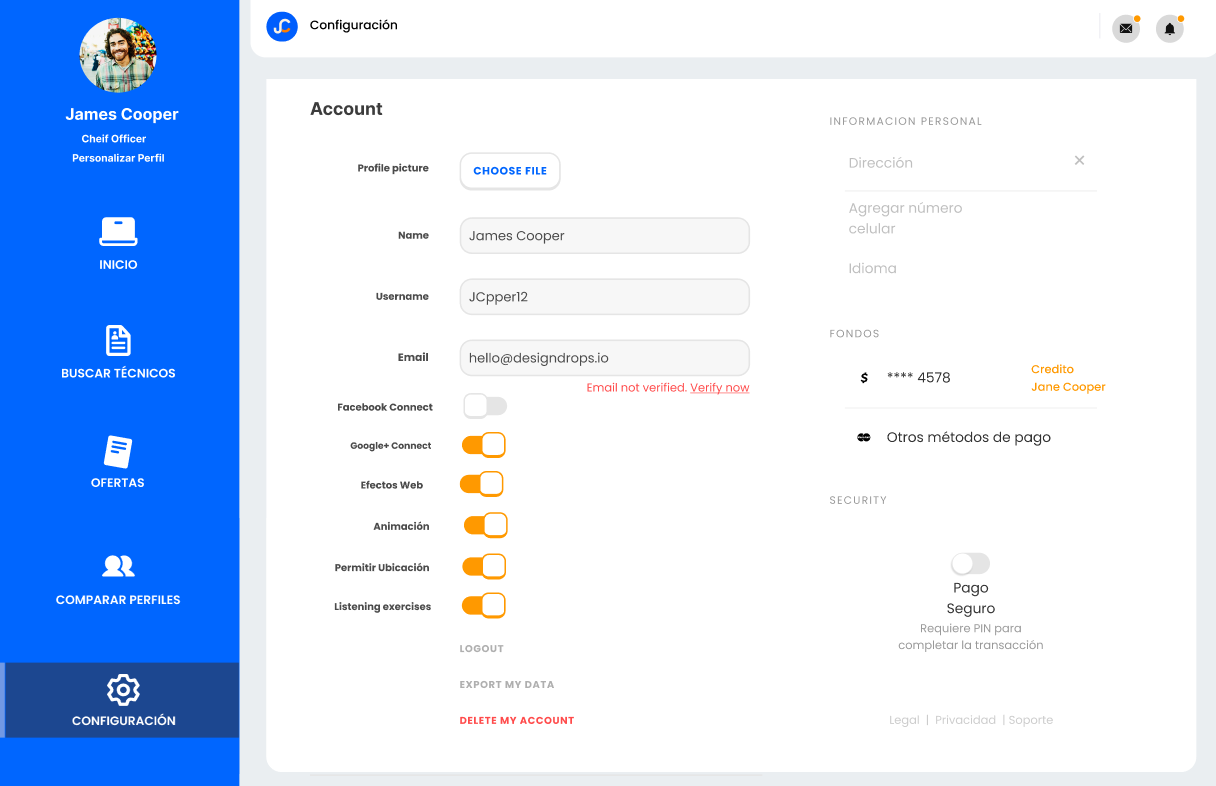 James Cooper
Cheif Officer
Personalizar Perfil
INICIO
BUSCAR TÉCNICOS
OFERTAS
COMPARAR PERFILES
CONFIGURACIÓN
JC
Configuración
Account
Profile picture
CHOOSE FILE
Name
James Cooper
Username
JCpper12
Email
hello@designdrops.io
Email not verified. Verify now
Facebook Connect
Google+ Connect
Efectos Web
Animación
Permitir Ubicación
Listening exercises
LOGOUT
EXPORT MY DATA
DELETE MY ACCOUNT
INFORMACION PERSONAL
Dirección
Agregar número
celular
Idioma
FONDOS
$ **** 4578
Credito
Jane Cooper
Otros métodos de pago
SECURITY
Pago
Seguro
Requiere PIN para
completar la transacción
Legal | Privacidad | Soporte